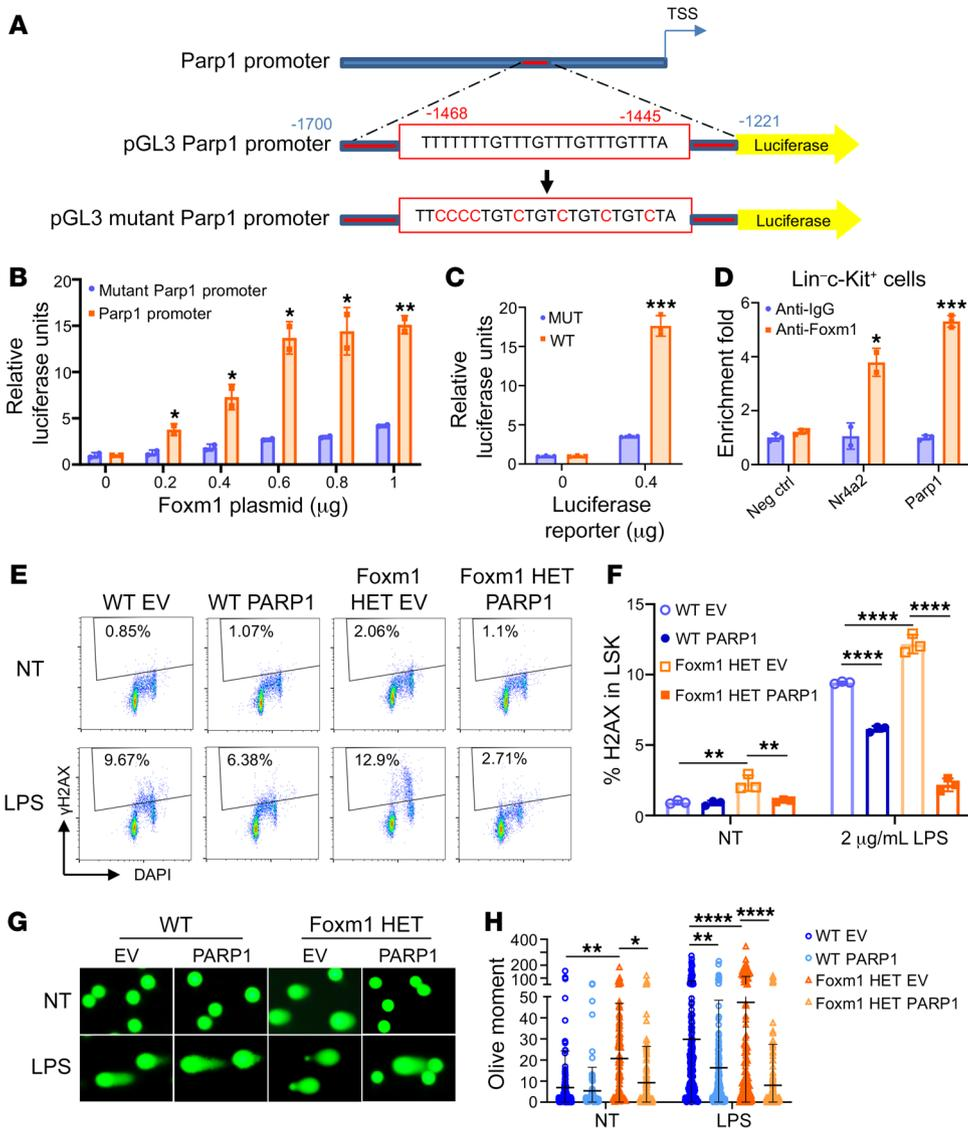 A
TSS
Parp1 promoter
-1468
-1445
-1700
-1221
pGL3 Parp1 promoter
TTTTTTTGTTTGTTTGTTTGTTTA
Luciferase
pGL3 mutant Parp1 promoter
TTCCCCTGTCTGTCTGTCTGTCTA
Luciferase
B
Relative
luciferase units
20
15
10
5
0
Mutant Parp1 promoter
Parp1 promoter
* * * * **
0 0.2 0.4 0.6 0.8 1
Foxm1 plasmid (μg)
C
Relative
luciferase units
20
15
10
5
0
MUT
WT
***
0 0.4
Luciferase
reporter (μg)
D
Lin⁻c-Kit⁺ cells
Enrichment fold
6
4
2
0
Anti-IgG
Anti-Foxm1
* ***
Neg ctrl
Nr4a2
Parp1
E
WT EV
WT PARP1
Foxm1
HET EV
Foxm1 HET
PARP1
NT
0.85%
1.07%
2.06%
1.1%
LPS
9.67%
6.38%
12.9%
2.71%
γH2AX
DAPI
F
% H2AX in LSK
15
10
5
0
WT EV
WT PARP1
Foxm1 HET EV
Foxm1 HET PARP1
** **
**** **** ****
NT
2 μg/mL LPS
G
WT
Foxm1 HET
EV PARP1 EV PARP1
NT
LPS
H
Olive moment
400
200
100
50
40
30
20
10
0
** *
**** ****
**
NT
LPS
WT EV
WT PARP1
Foxm1 HET EV
Foxm1 HET PARP1